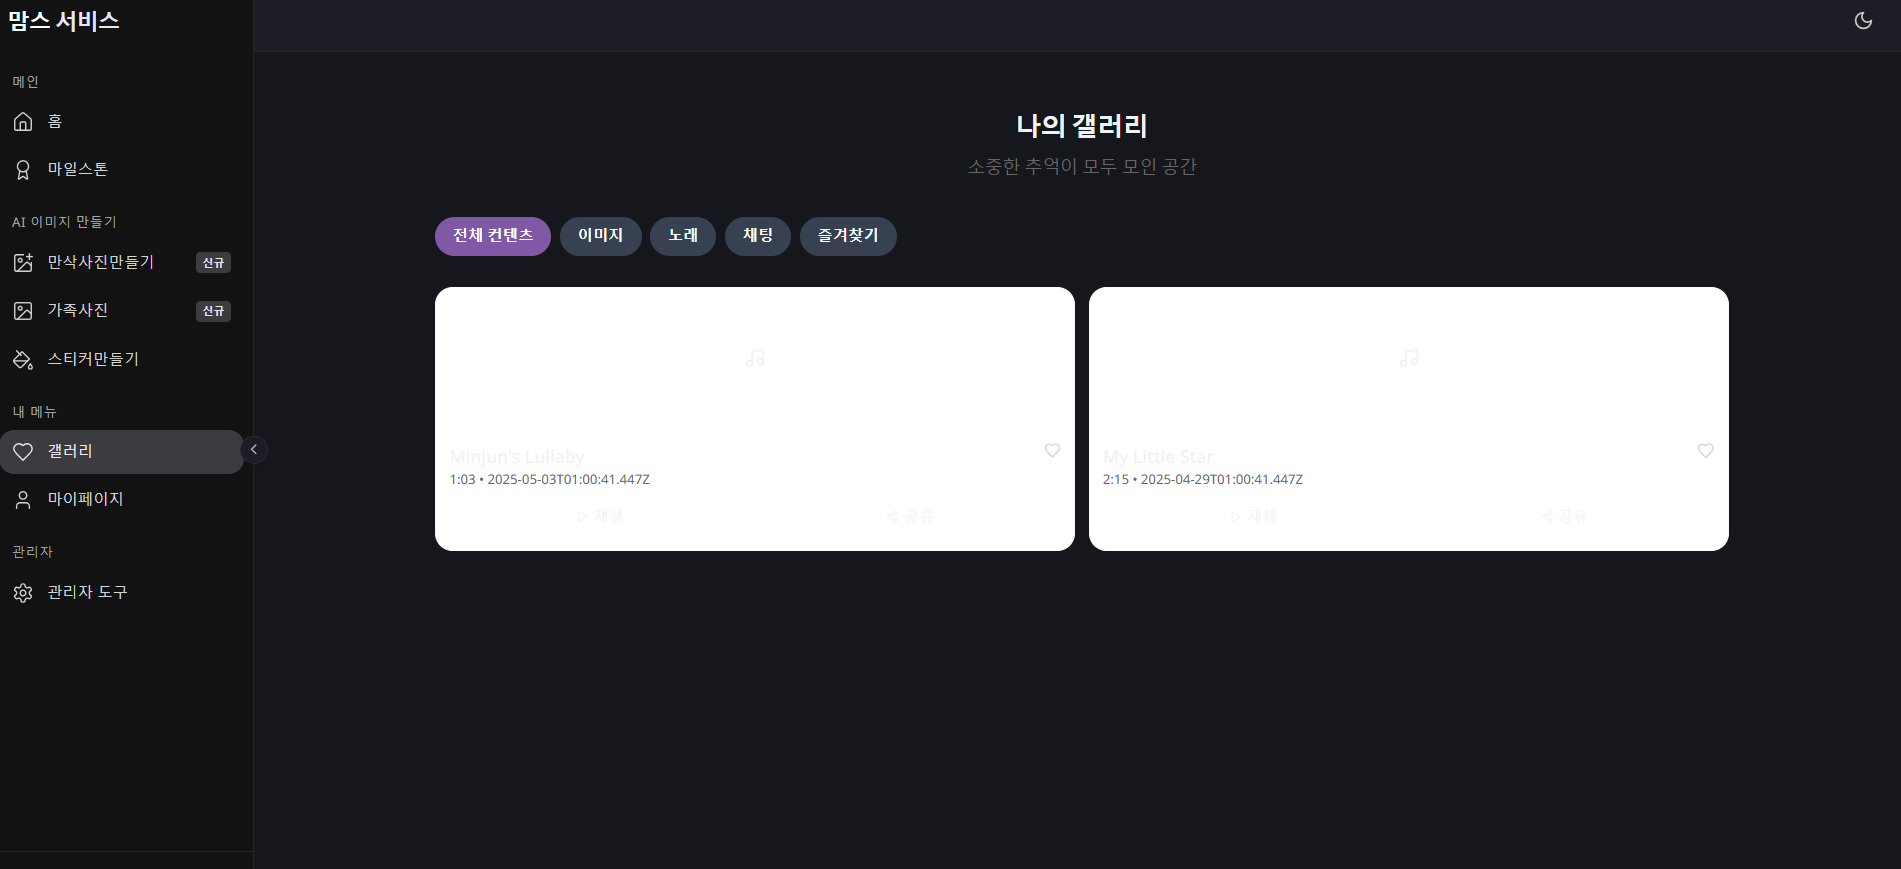 맘스 서비스
메인
홈
마일스톤
AI 이미지 만들기
만삭사진만들기 신규
가족사진 신규
스티커만들기
내 메뉴
갤러리
마이페이지
관리자
관리자 도구
나의 갤러리
소중한 추억이 모두 모인 공간
전체 컨텐츠 이미지 노래 채팅 즐겨찾기
Minjun's Lullaby
1:03 • 2025-05-03T01:00:41.447Z
재생 공유
My Little Star
2:15 • 2025-04-29T01:00:41.447Z
재생 공유